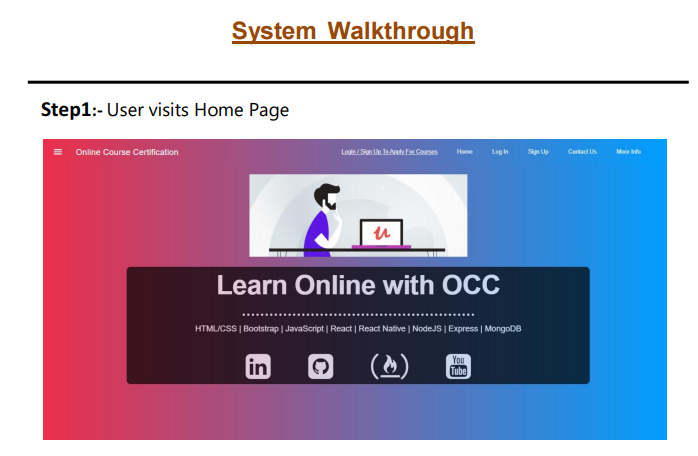 System Walkthrough
Step1:- User visits Home Page
Online Course Certification
Login / Sign Up To Apply For Courses Home Log In Sign Up Contact Us More Info
u
Learn Online with OCC
HTML/CSS | Bootstrap | JavaScript | React | React Native | NodeJS | Express | MongoDB
in
You
Tube